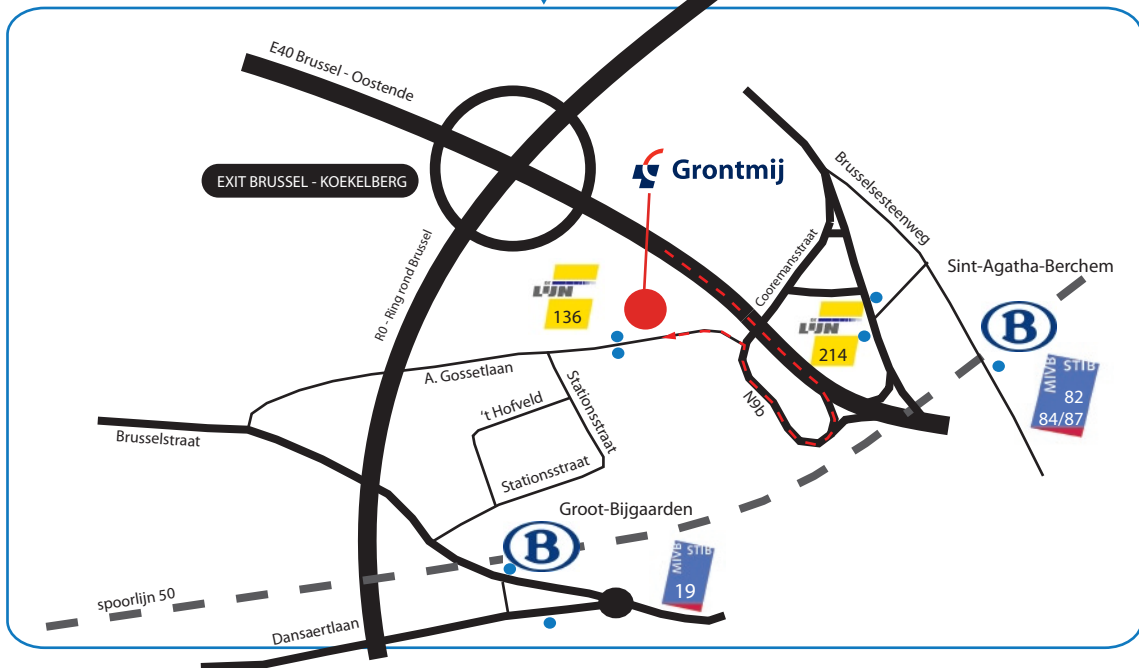 E40 Brussel - Oostende
EXIT BRUSSEL - KOEKELBERG
Grontmij
R0 - Ring rond Brussel
Brusselsesteenweg
Cooremansstraat
Sint-Agatha-Berchem
LIJN
136
LIJN
214
B
MIVB STIB
82
84/87
A. Gossetlaan
Stationsstraat
't Hofveld
N9b
Brusselstraat
Stationsstraat
Groot-Bijgaarden
B
MIVB STIB
19
spoorlijn 50
Dansaertlaan